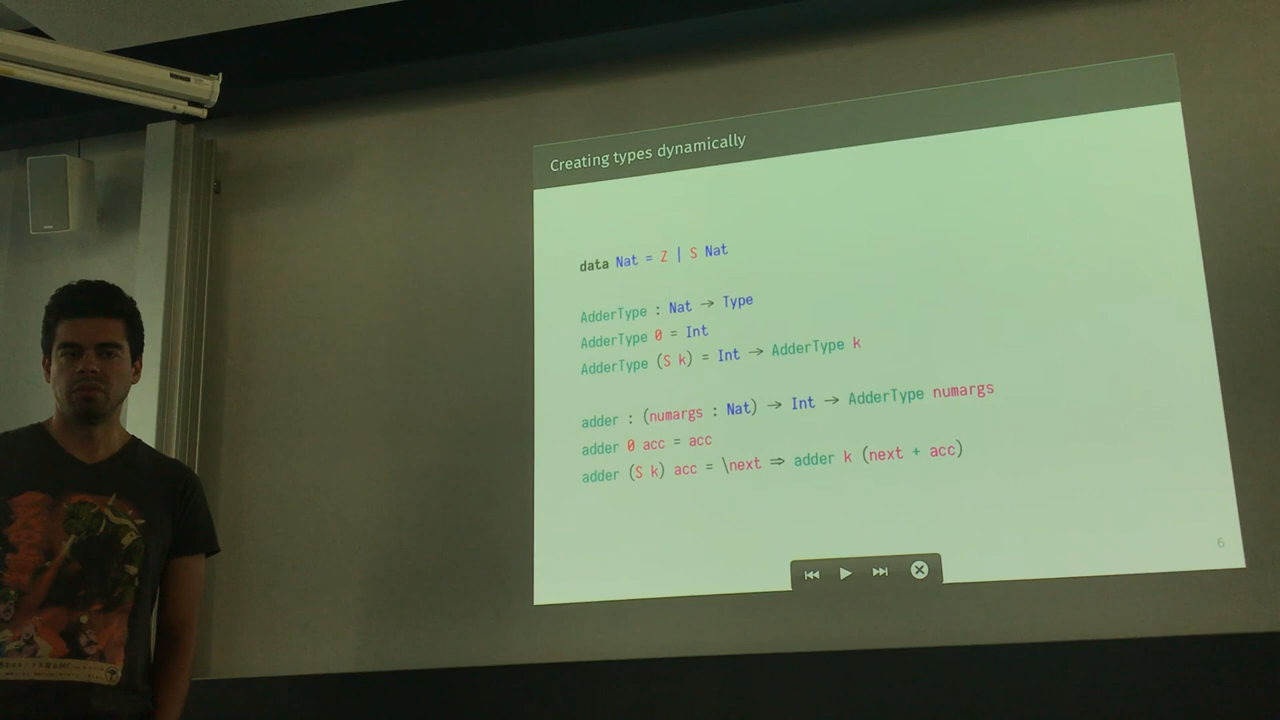 Creating types dynamically
data Nat = Z | S Nat
AdderType : Nat → Type
AdderType 0 = Int
AdderType (S k) = Int → AdderType k
adder : (numargs : Nat) → Int → AdderType numargs
adder 0 acc = acc
adder (S k) acc = \next ⇒ adder k (next + acc)
6